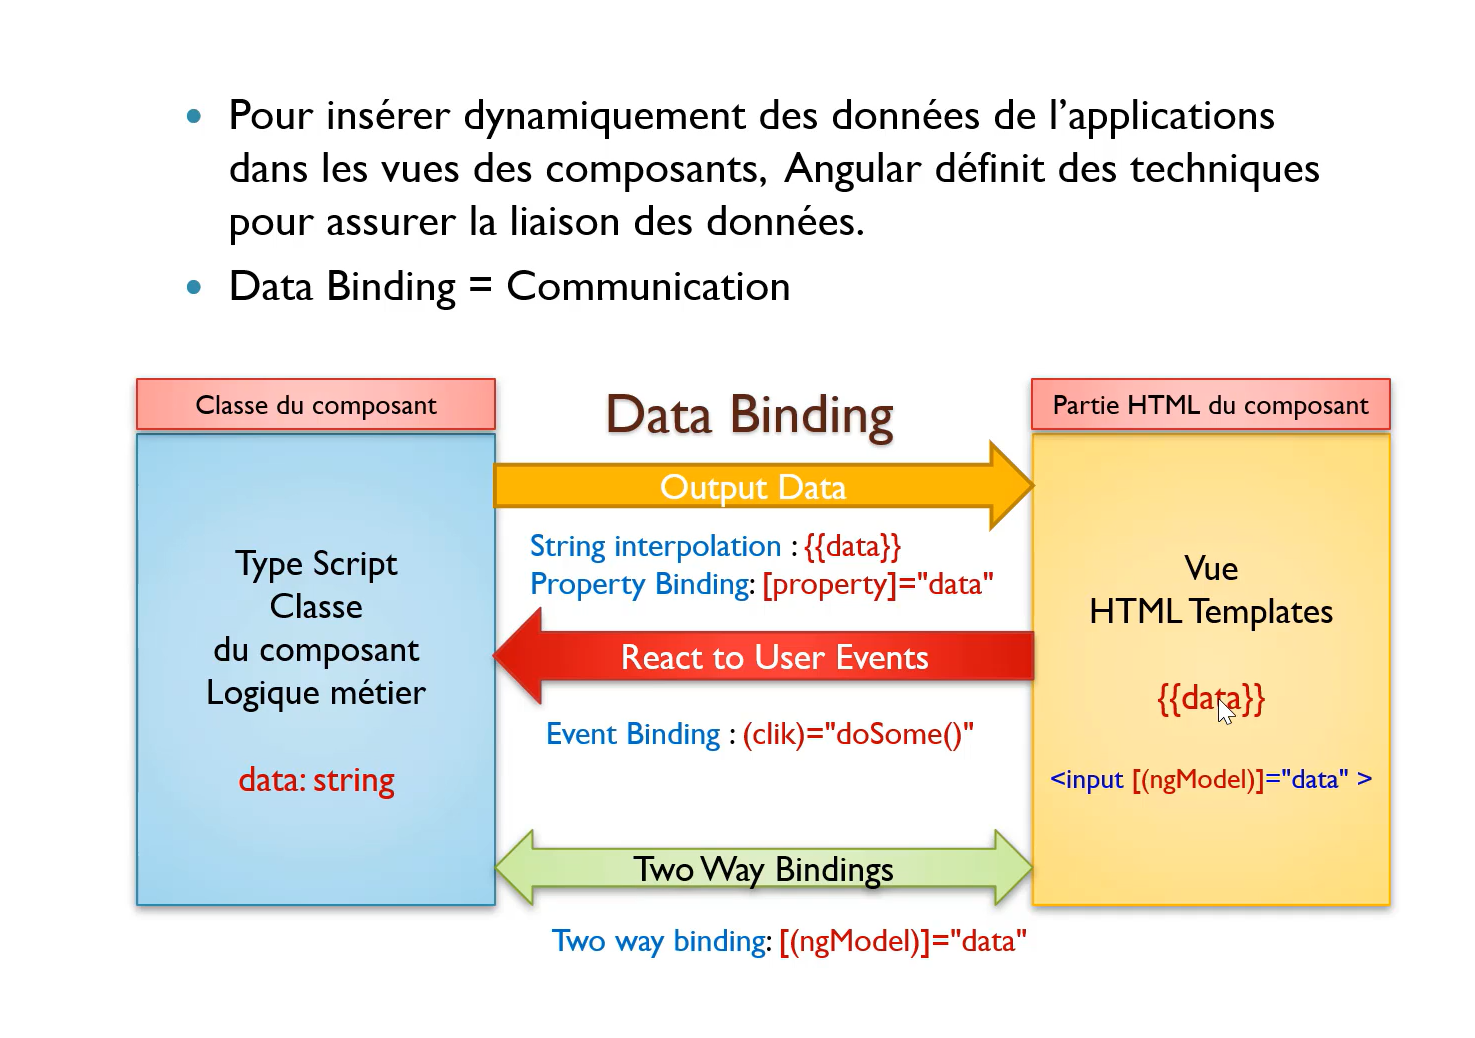 Pour insérer dynamiquement des données de l’applications
dans les vues des composants, Angular définit des techniques
pour assurer la liaison des données.
Data Binding = Communication
Classe du composant
Data Binding
Partie HTML du composant
Output Data
String interpolation : {{data}}
Property Binding: [property]="data"
React to User Events
Event Binding : (clik)="doSome()"
Two Way Bindings
Two way binding: [(ngModel)]="data"
Type Script
Classe
du composant
Logique métier
data: string
Vue
HTML Templates
{{data}}
<input [(ngModel)]="data" >